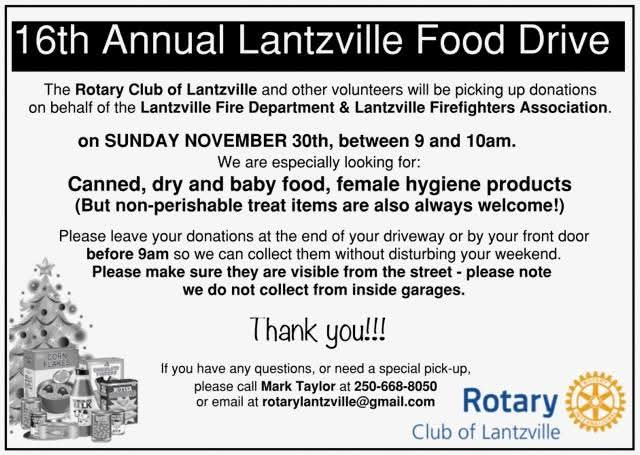 16th Annual Lantzville Food Drive
The Rotary Club of Lantzville and other volunteers will be picking up donations
on behalf of the Lantzville Fire Department & Lantzville Firefighters Association.
on SUNDAY NOVEMBER 30th, between 9 and 10am.
We are especially looking for:
Canned, dry and baby food, female hygiene products
(But non-perishable treat items are also always welcome!)
Please leave your donations at the end of your driveway or by your front door
before 9am so we can collect them without disturbing your weekend.
Please make sure they are visible from the street - please note
we do not collect from inside garages.
Thank you!!!
If you have any questions, or need a special pick-up,
please call Mark Taylor at 250-668-8050
or email at rotarylantzville@gmail.com
CORN
FLAKES
MILK
Rotary
Club of Lantzville